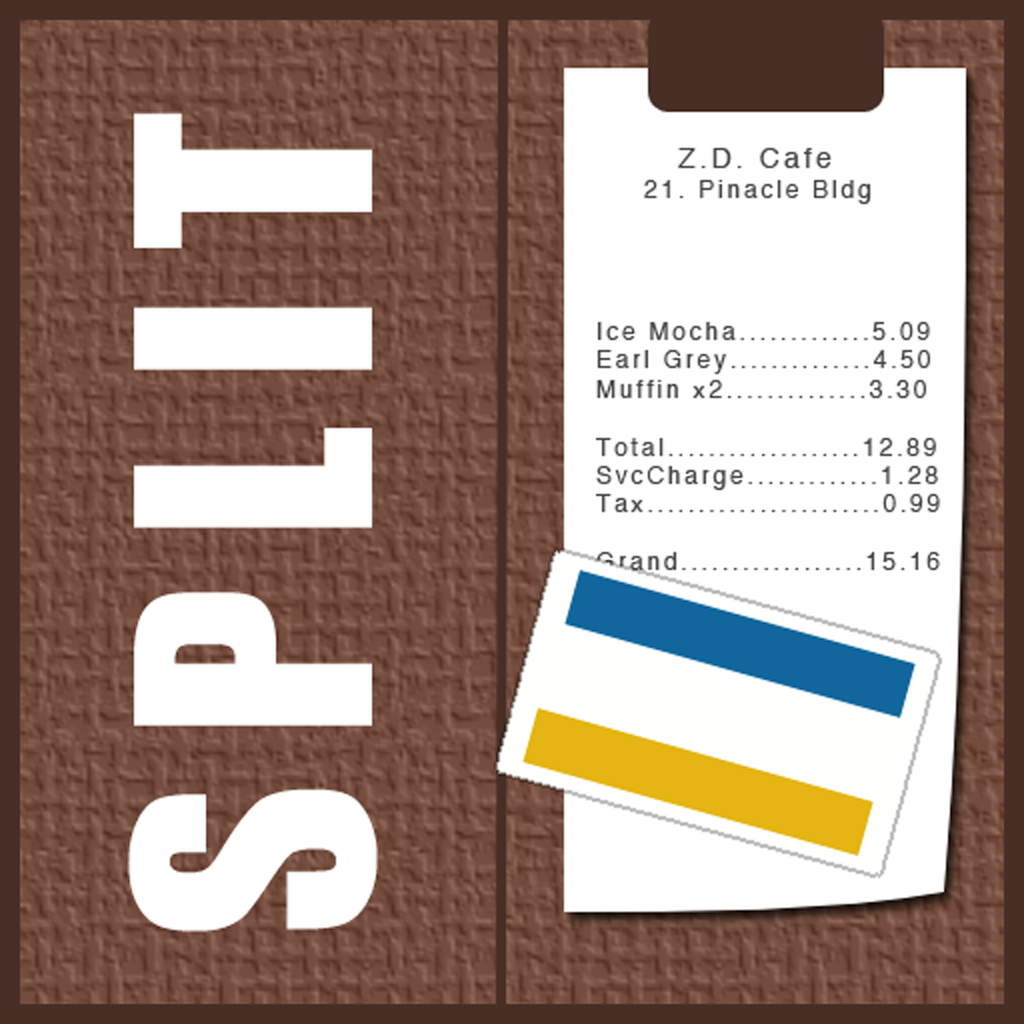 SPLIT
Z.D. Cafe
21. Pinacle Bldg
Ice Mocha.............5.09
Earl Grey..............4.50
Muffin x2..............3.30
Total...................12.89
SvcCharge.............1.28
Tax.......................0.99
Grand..................15.16